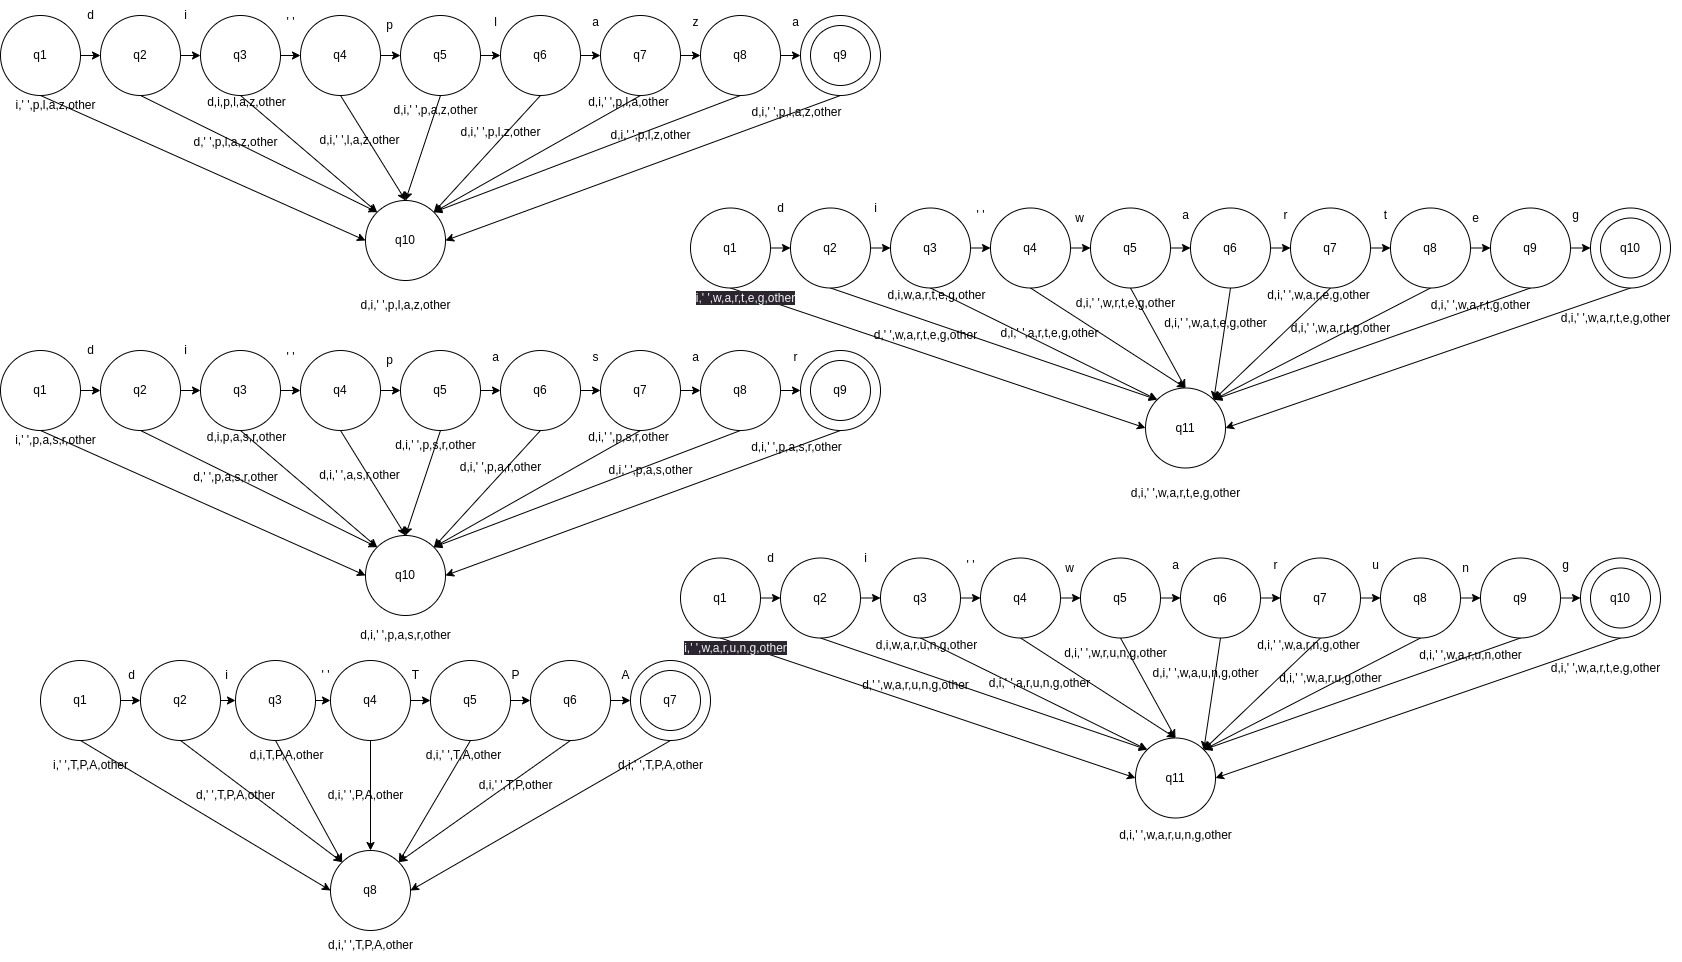 d i ' ' p l a z a
q1 q2 q3 q4 q5 q6 q7 q8 q9
i,' ',p,l,a,z,other
d,' ',p,l,a,z,other
d,i,p,l,a,z,other
d,i,' ',l,a,z,other
d,i,' ',p,a,z,other
d,i,' ',p,l,z,other
d,i,' ',p,l,a,other
d,i,' ',p,l,z,other
d,i,' ',p,l,a,z,other
q10
d,i,' ',p,l,a,z,other
d i ' ' w a r t e g
q1 q2 q3 q4 q5 q6 q7 q8 q9 q10
i,' ',w,a,r,t,e,g,other
d,' ',w,a,r,t,e,g,other
d,i,w,a,r,t,e,g,other
d,i,' ',a,r,t,e,g,other
d,i,' ',w,r,t,e,g,other
d,i,' ',w,a,t,e,g,other
d,i,' ',w,a,r,e,g,other
d,i,' ',w,a,r,t,g,other
d,i,' ',w,a,r,t,g,other
d,i,' ',w,a,r,t,e,g,other
q11
d,i,' ',w,a,r,t,e,g,other
d i ' ' p a s a r
q1 q2 q3 q4 q5 q6 q7 q8 q9
i,' ',p,a,s,r,other
d,' ',p,a,s,r,other
d,i,p,a,s,r,other
d,i,' ',a,s,r,other
d,i,' ',p,s,r,other
d,i,' ',p,a,r,other
d,i,' ',p,s,r,other
d,i,' ',p,a,s,other
d,i,' ',p,a,s,r,other
q10
d,i,' ',p,a,s,r,other
d i ' ' w a r u n g
q1 q2 q3 q4 q5 q6 q7 q8 q9 q10
i,' ',w,a,r,u,n,g,other
d,' ',w,a,r,u,n,g,other
d,i,w,a,r,u,n,g,other
d,i,' ',a,r,u,n,g,other
d,i,' ',w,r,u,n,g,other
d,i,' ',w,a,u,n,g,other
d,i,' ',w,a,r,n,g,other
d,i,' ',w,a,r,u,g,other
d,i,' ',w,a,r,u,n,other
d,i,' ',w,a,r,t,e,g,other
q11
d,i,' ',w,a,r,u,n,g,other
d i ' ' T P A
q1 q2 q3 q4 q5 q6 q7
i,' ',T,P,A,other
d,' ',T,P,A,other
d,i,T,P,A,other
d,i,' ',P,A,other
d,i,' ',T,A,other
d,i,' ',T,P,other
d,i,' ',T,P,A,other
q8
d,i,' ',T,P,A,other